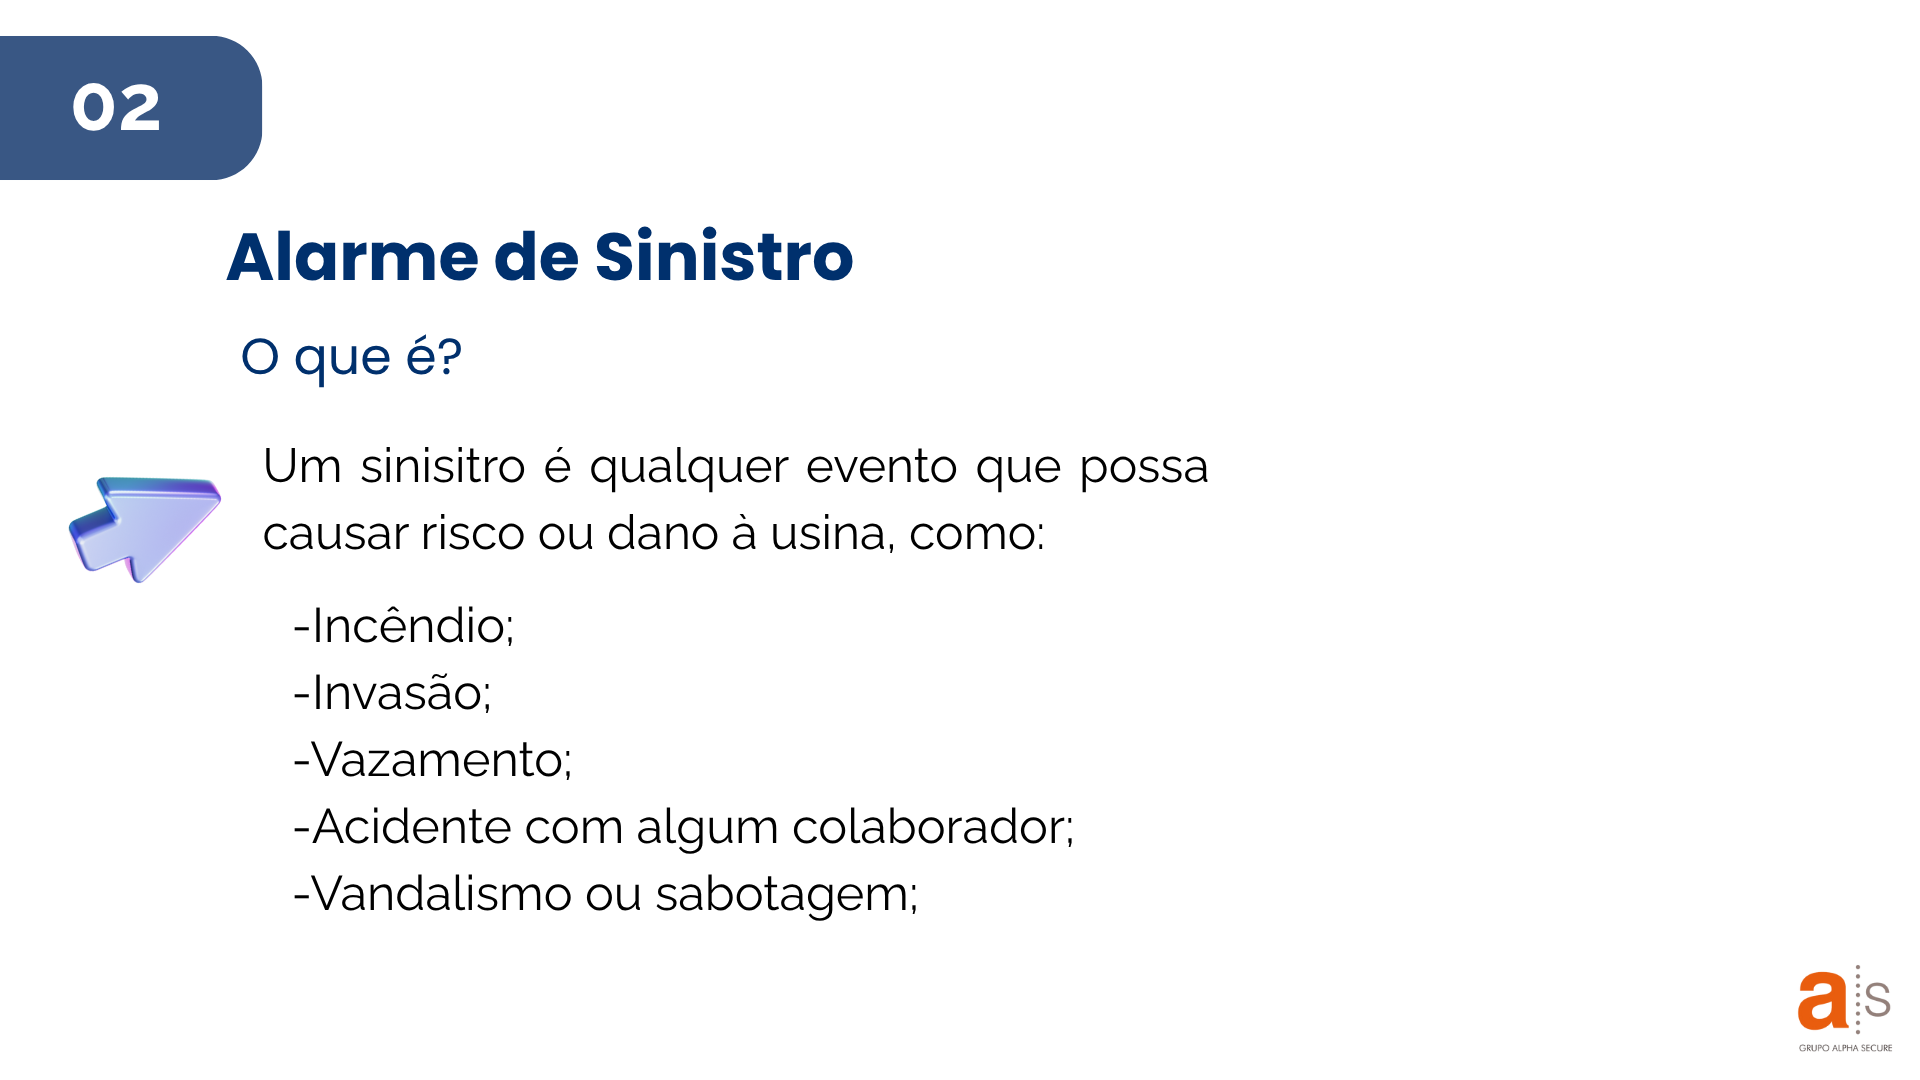 02
Alarme de Sinistro
O que é?
Um sinisitro é qualquer evento que possa
causar risco ou dano à usina, como:
-Incêndio;
-Invasão;
-Vazamento;
-Acidente com algum colaborador;
-Vandalismo ou sabotagem;
a s
GRUPO ALPHA SECURE